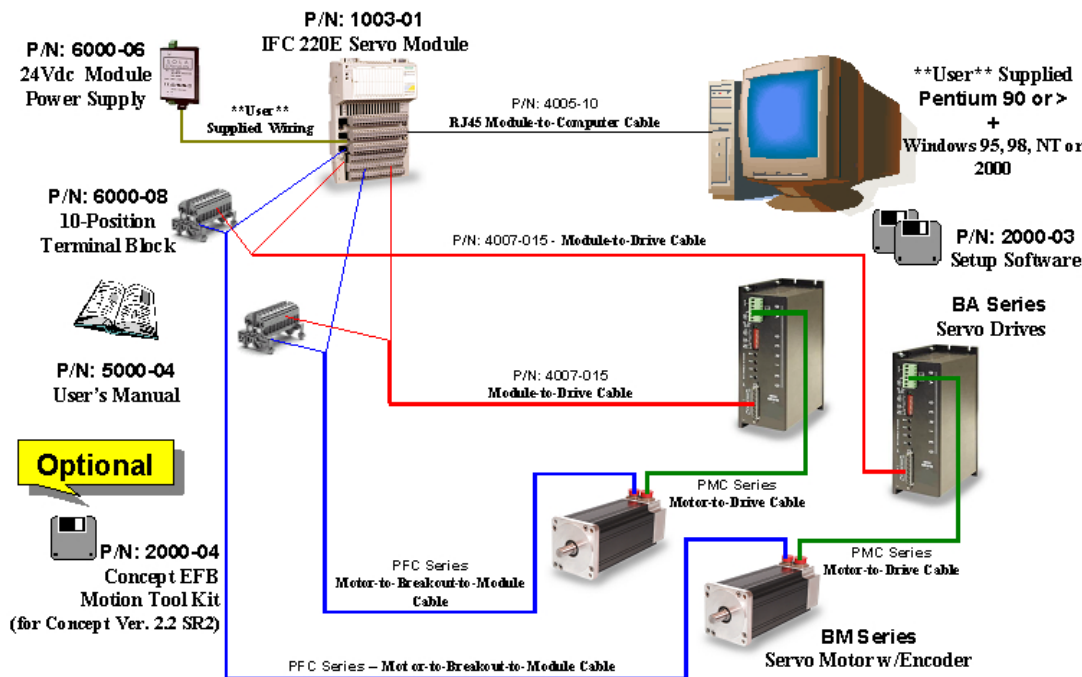 P/N: 1003-01
IFC 220E Servo Module
P/N: 6000-06
24Vdc Module
Power Supply
**User**
Supplied Wiring
P/N: 4005-10
RJ45 Module-to-Computer Cable
**User** Supplied
Pentium 90 or >
+
Windows 95, 98, NT or
2000
P/N: 6000-08
10-Position
Terminal Block
P/N: 4007-015 - Module-to-Drive Cable
P/N: 2000-03
Setup Software
BA Series
Servo Drives
P/N: 5000-04
User's Manual
P/N: 4007-015
Module-to-Drive Cable
Optional
P/N: 2000-04
Concept EFB
Motion Tool Kit
(for Concept Ver. 2.2 SR2)
PMC Series
Motor-to-Drive Cable
PFC Series
Motor-to-Breakout-to-Module
Cable
PMC Series
Motor-to-Drive Cable
BM Series
Servo Motor w/Encoder
PFC Series – Motor-to-Breakout-to-Module Cable